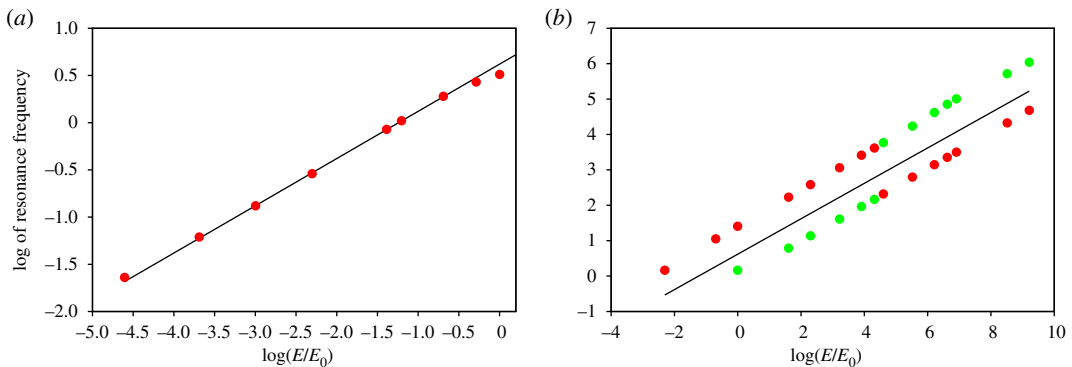 (a)
(b)
1.0
0.5
0
–0.5
–1.0
–1.5
–2.0
log of resonance frequency
–5.0 –4.5 –4.0 –3.5 –3.0 –2.5 –2.0 –1.5 –1.0 –0.5 0
log(E/E0)
7
6
5
4
3
2
1
0
–1
–4 –2 0 2 4 6 8 10
log(E/E0)